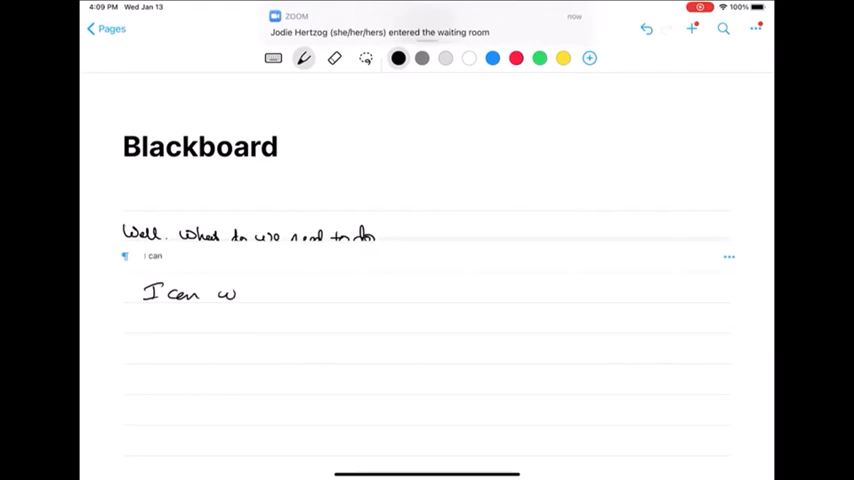 4:09 PM Wed Jan 13
100%
ZOOM
now
Jodie Hertzog (she/her/hers) entered the waiting room
Pages
Blackboard
Well. What do we need to do
I can
I can w